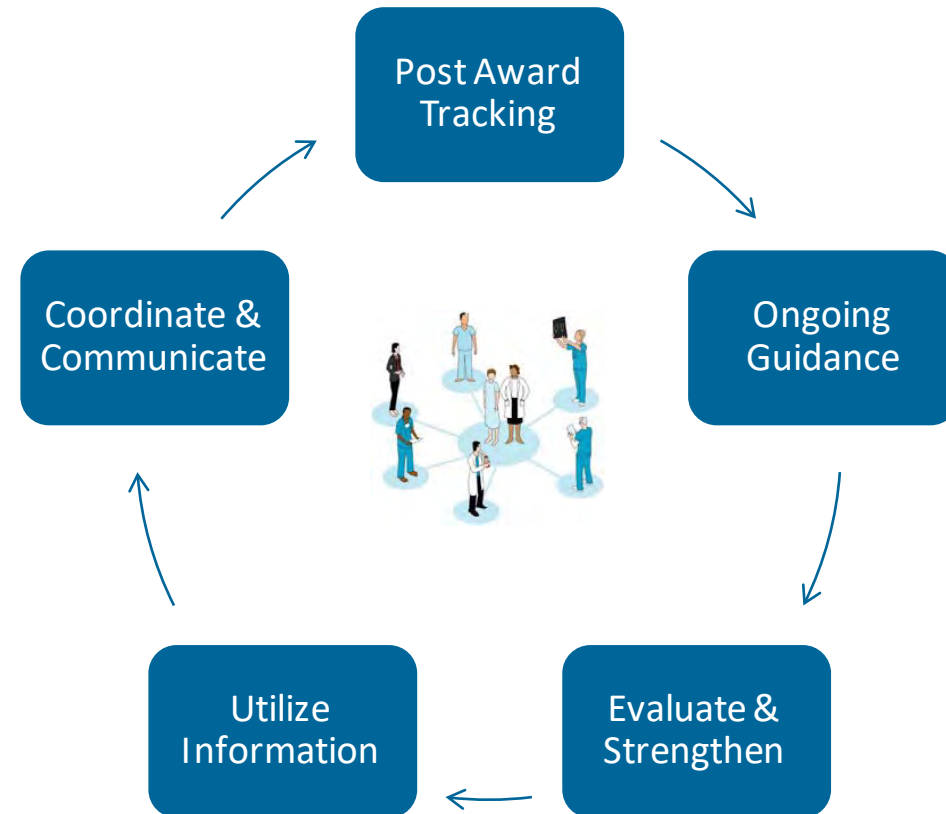 Post Award
Tracking
Ongoing
Guidance
Evaluate &
Strengthen
Utilize
Information
Coordinate &
Communicate